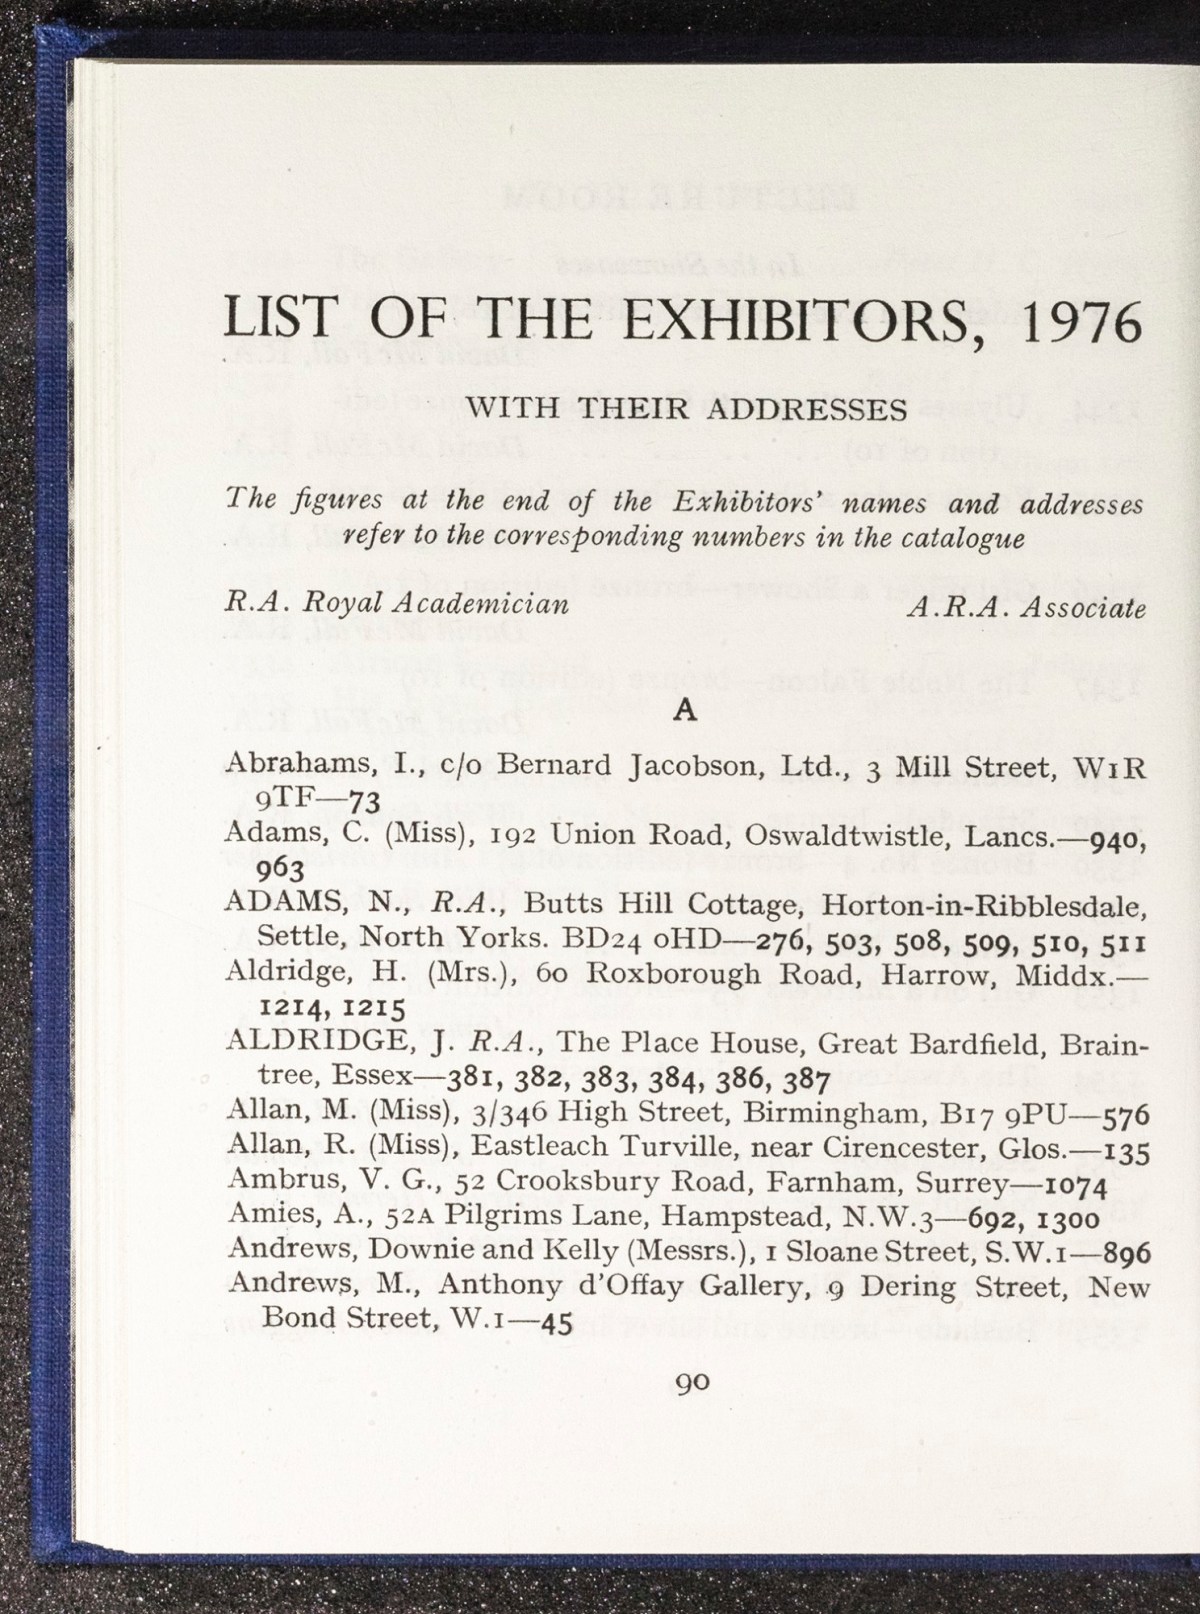 LIST OF THE EXHIBITORS, 1976
WITH THEIR ADDRESSES
The figures at the end of the Exhibitors' names and addresses
refer to the corresponding numbers in the catalogue
R.A. Royal Academician A.R.A. Associate
A
Abrahams, I., c/o Bernard Jacobson, Ltd., 3 Mill Street, W1R
9TF—73
Adams, C. (Miss), 192 Union Road, Oswaldtwistle, Lancs.—940,
963
ADAMS, N., R.A., Butts Hill Cottage, Horton-in-Ribblesdale,
Settle, North Yorks. BD24 0HD—276, 503, 508, 509, 510, 511
Aldridge, H. (Mrs.), 60 Roxborough Road, Harrow, Middx.—
1214, 1215
ALDRIDGE, J. R.A., The Place House, Great Bardfield, Brain-
tree, Essex—381, 382, 383, 384, 386, 387
Allan, M. (Miss), 3/346 High Street, Birmingham, B17 9PU—576
Allan, R. (Miss), Eastleach Turville, near Cirencester, Glos.—135
Ambrus, V. G., 52 Crooksbury Road, Farnham, Surrey—1074
Amies, A., 52A Pilgrims Lane, Hampstead, N.W.3—692, 1300
Andrews, Downie and Kelly (Messrs.), 1 Sloane Street, S.W.1—896
Andrews, M., Anthony d'Offay Gallery, 9 Dering Street, New
Bond Street, W.1—45
90